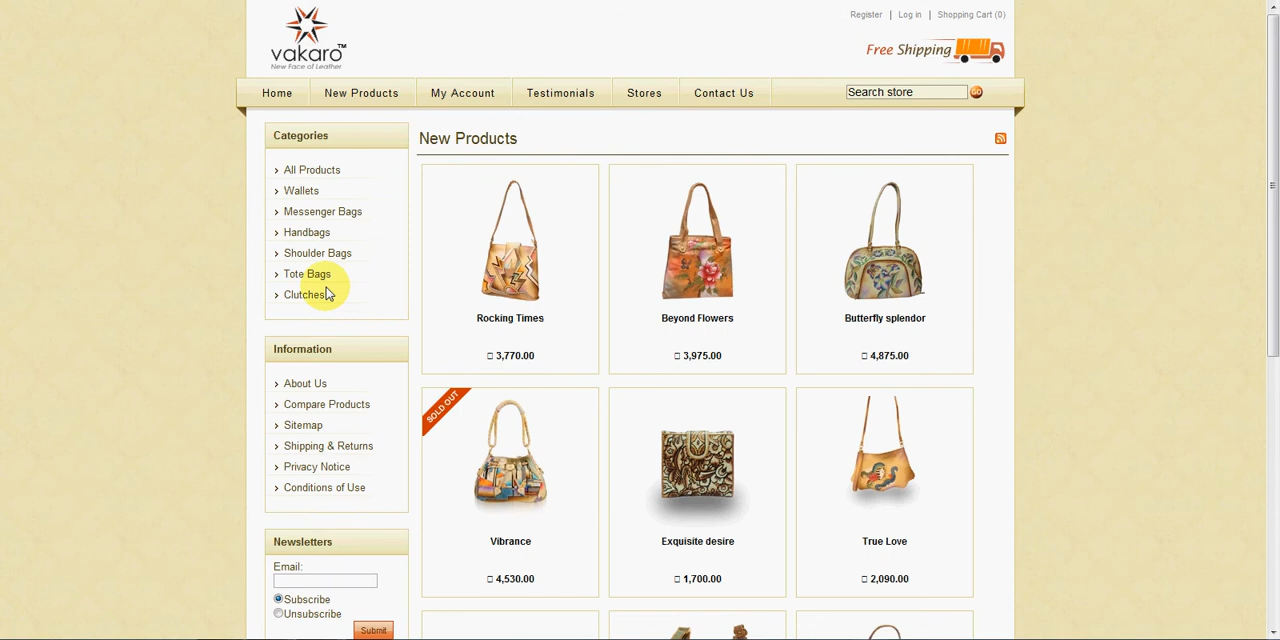 Register | Log in | Shopping Cart (0)
vakaro™
New Face of Leather
Free Shipping
Home
New Products
My Account
Testimonials
Stores
Contact Us
Search store
GO
Categories
All Products
Wallets
Messenger Bags
Handbags
Shoulder Bags
Tote Bags
Clutches
Information
About Us
Compare Products
Sitemap
Shipping & Returns
Privacy Notice
Conditions of Use
Newsletters
Email:
Subscribe
Unsubscribe
Submit
New Products
Rocking Times
Beyond Flowers
Butterfly splendor
3,770.00
3,975.00
4,875.00
SOLD OUT
Vibrance
Exquisite desire
True Love
4,530.00
1,700.00
2,090.00